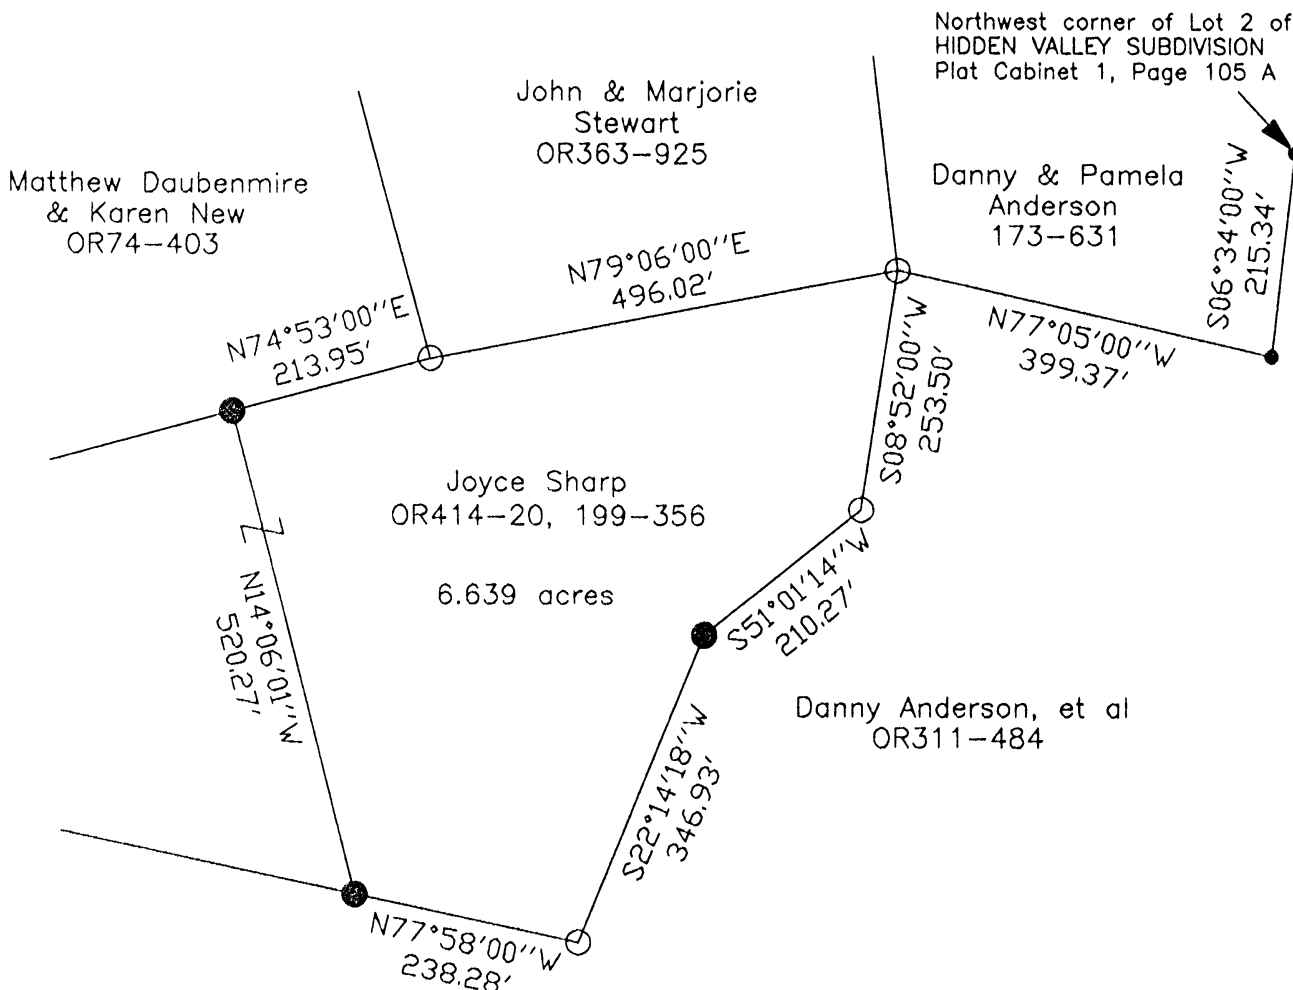 Northwest corner of Lot 2 of
HIDDEN VALLEY SUBDIVISION
Plat Cabinet 1, Page 105 A
John & Marjorie
Stewart
OR363-925
Matthew Daubenmire
& Karen New
OR74-403
Danny & Pamela
Anderson
173-631
S06°34'00''W
215.34'
N79°06'00''E
496.02'
N74°53'00''E
213.95'
N77°05'00''W
399.37'
S08°52'00''W
253.50'
Joyce Sharp
OR414-20, 199-356
6.639 acres
S51°01'14''W
210.27'
N14°06'01''W
520.27'
Danny Anderson, et al
OR311-484
S22°14'18''W
346.93'
N77°58'00''W
238.28'